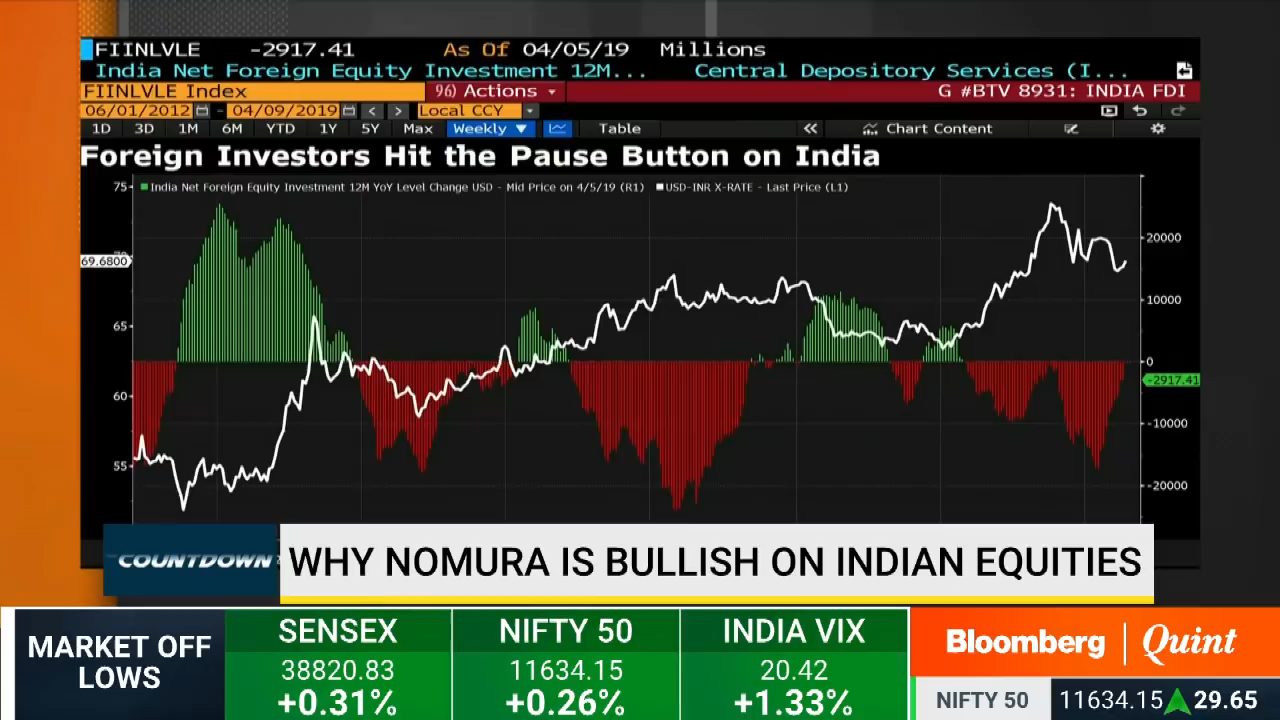 FIINLVLE -2917.41 As Of 04/05/19 Millions
India Net Foreign Equity Investment 12M... Central Depository Services (I...
FIINLVLE Index 96) Actions G #BTV 8931: INDIA FDI
06/01/2012 - 04/09/2019 < > Local CCY
1D 3D 1M 6M YTD 1Y 5Y Max Weekly Table « Chart Content
Foreign Investors Hit the Pause Button on India
India Net Foreign Equity Investment 12M YoY Level Change USD - Mid Price on 4/5/19 (R1) USD-INR X-RATE - Last Price (L1)
75
69.6800
65
60
55
20000
10000
0
-2917.41
-10000
-20000
COUNTDOWN
WHY NOMURA IS BULLISH ON INDIAN EQUITIES
MARKET OFF
LOWS
SENSEX
38820.83
+0.31%
NIFTY 50
11634.15
+0.26%
INDIA VIX
20.42
+1.33%
Bloomberg | Quint
NIFTY 50 11634.15 29.65